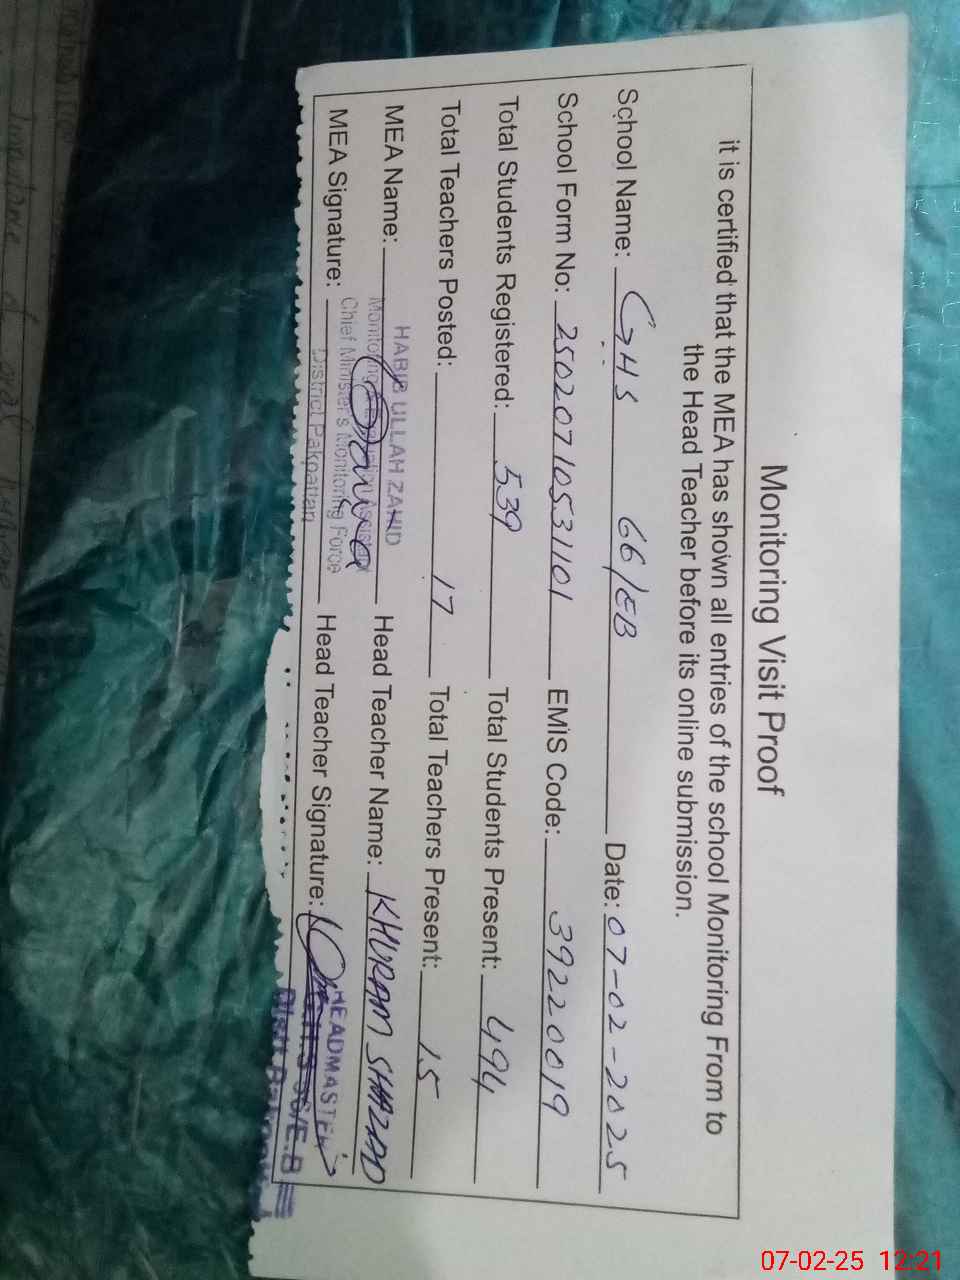 Monitoring Visit Proof
it is certified that the MEA has shown all entries of the school Monitoring From to
the Head Teacher before its online submission.
School Name: GHS 66/EB Date: 07-02-2025
School Form No: 25020710531101 EMIS Code: 39220019
Total Students Registered: 539 Total Students Present: 494
Total Teachers Posted: 17 Total Teachers Present: 15
MEA Name: HABIB ULLAH ZAHID Head Teacher Name: KHURAM SHAZAD
Monitoring
Chief Minister's Monitoring Force
District Pakpattan
MEA Signature: Head Teacher Signature:
HEADMASTER
07-02-25 12:21